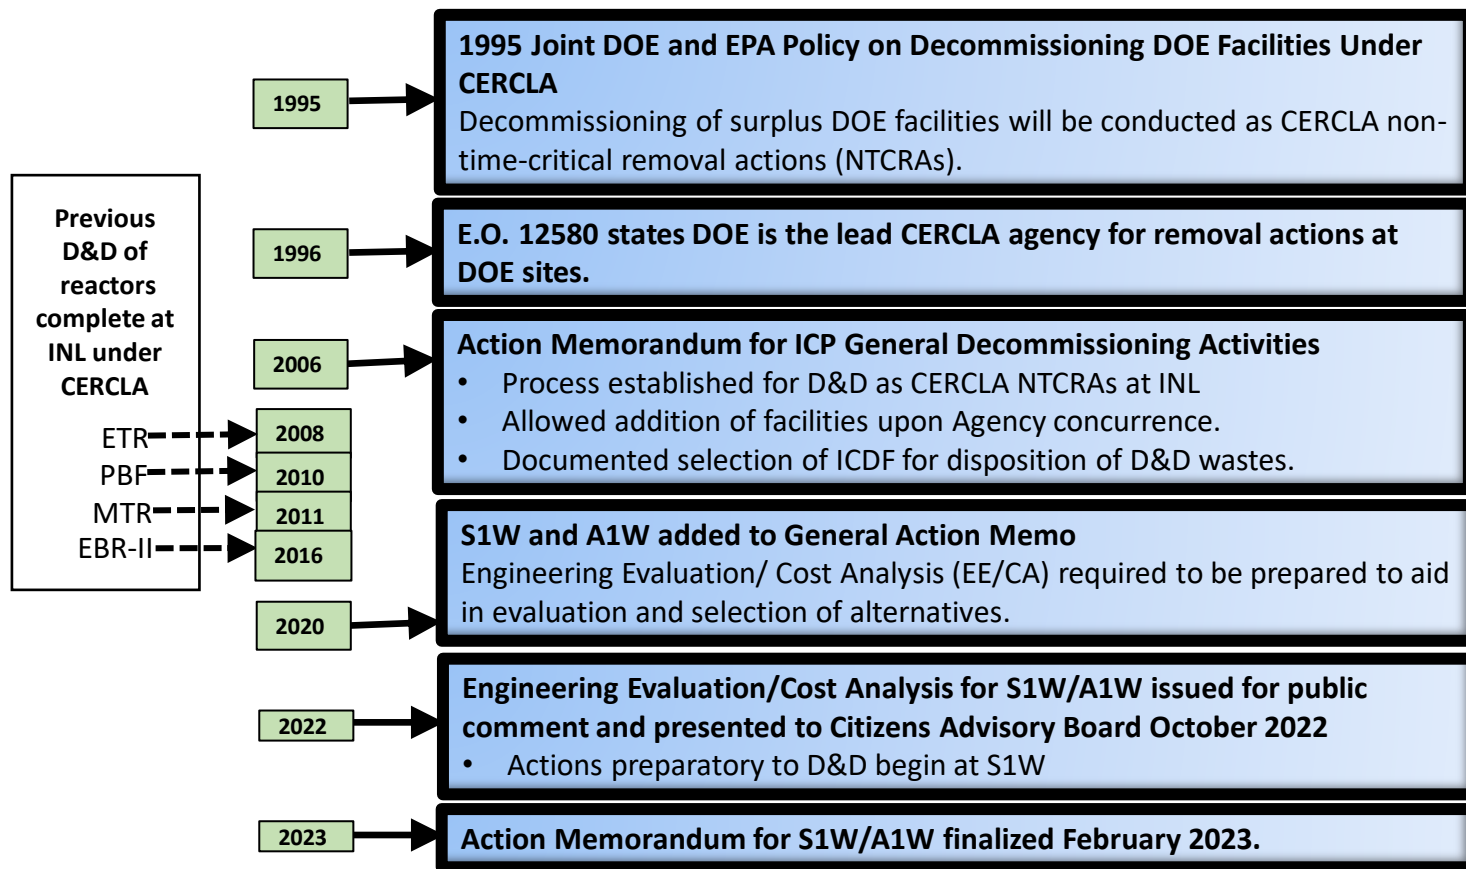 1995
1995 Joint DOE and EPA Policy on Decommissioning DOE Facilities Under
CERCLA
Decommissioning of surplus DOE facilities will be conducted as CERCLA non-
time-critical removal actions (NTCRAs).
1996
E.O. 12580 states DOE is the lead CERCLA agency for removal actions at
DOE sites.
2006
Action Memorandum for ICP General Decommissioning Activities
• Process established for D&D as CERCLA NTCRAs at INL
• Allowed addition of facilities upon Agency concurrence.
• Documented selection of ICDF for disposition of D&D wastes.
Previous
D&D of
reactors
complete at
INL under
CERCLA
ETR 2008
PBF 2010
MTR 2011
EBR-II 2016
2020
S1W and A1W added to General Action Memo
Engineering Evaluation/ Cost Analysis (EE/CA) required to be prepared to aid
in evaluation and selection of alternatives.
2022
Engineering Evaluation/Cost Analysis for S1W/A1W issued for public
comment and presented to Citizens Advisory Board October 2022
• Actions preparatory to D&D begin at S1W
2023
Action Memorandum for S1W/A1W finalized February 2023.